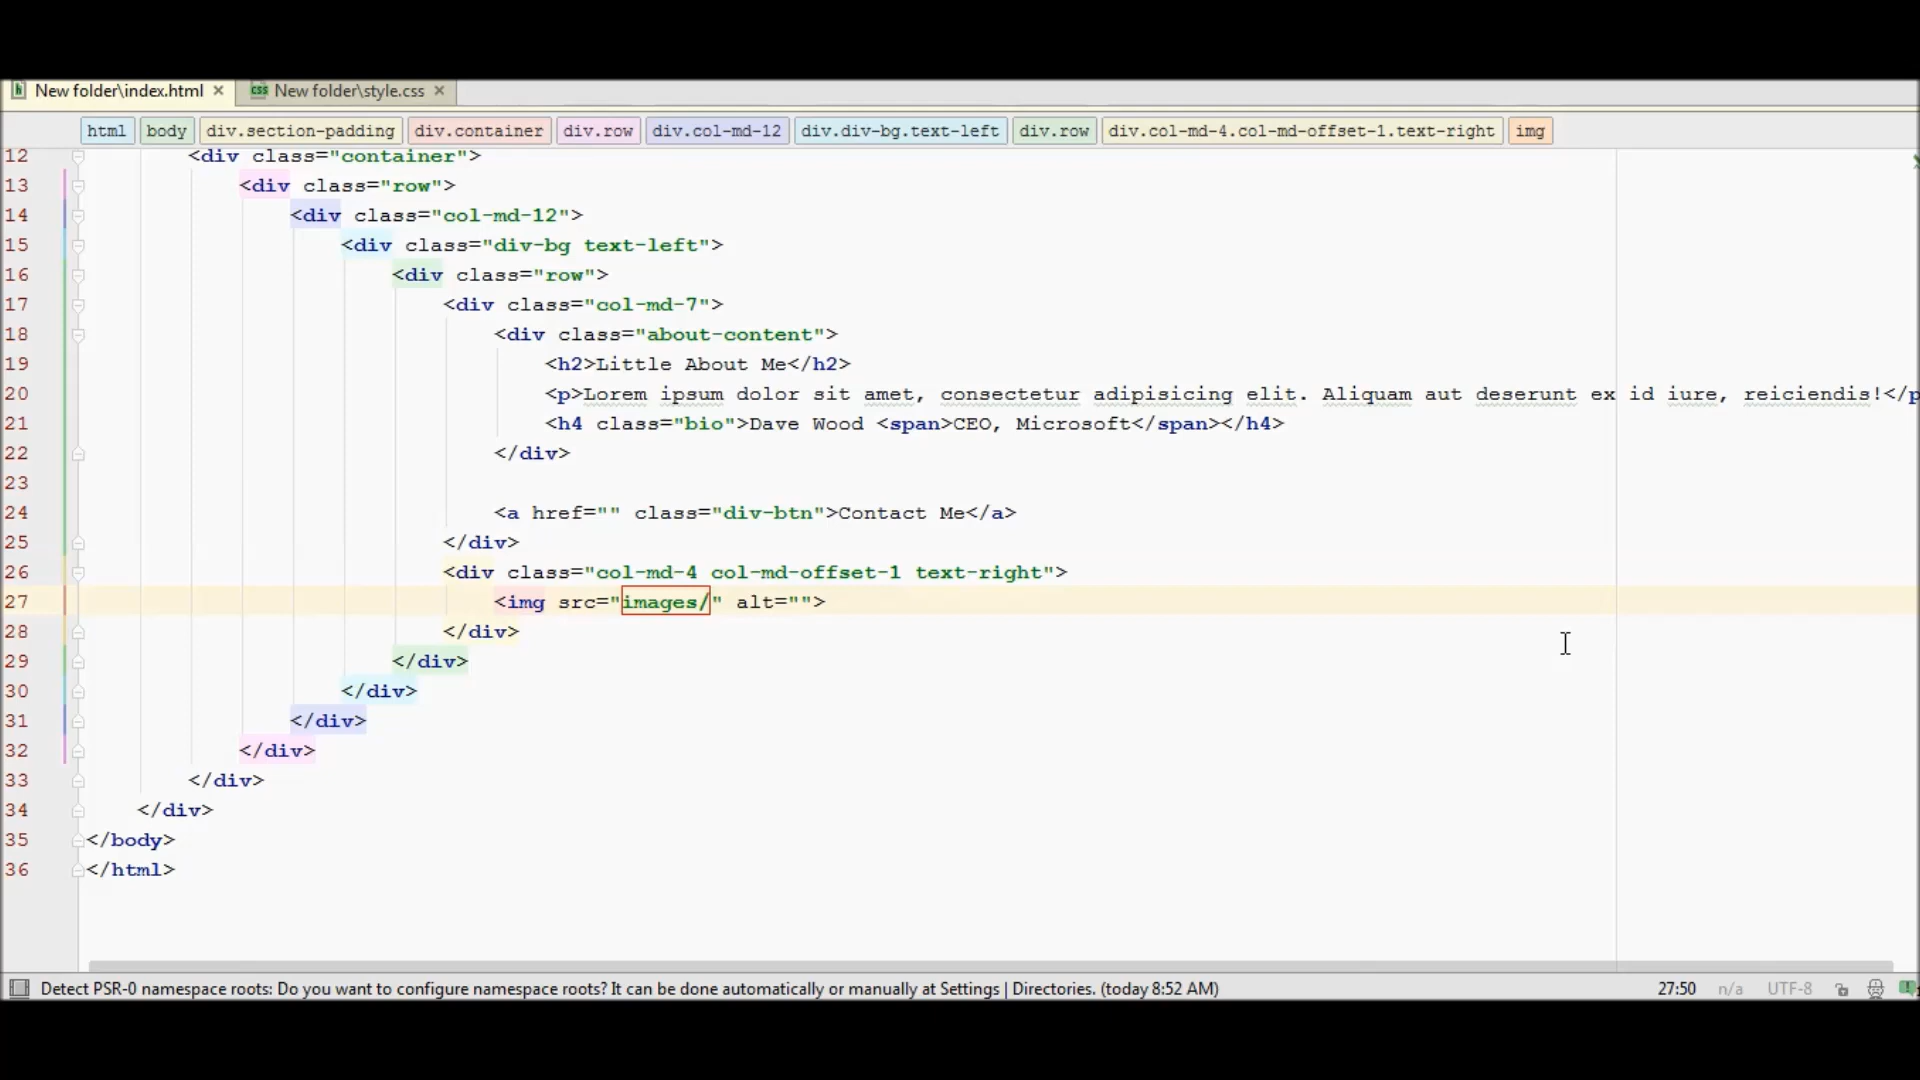 New folder\index.html × New folder\style.css ×
html body div.section-padding div.container div.row div.col-md-12 div.div-bg.text-left div.row div.col-md-4.col-md-offset-1.text-right img
12 <div class="container">
13 <div class="row">
14 <div class="col-md-12">
15 <div class="div-bg text-left">
16 <div class="row">
17 <div class="col-md-7">
18 <div class="about-content">
19 <h2>Little About Me</h2>
20 <p>Lorem ipsum dolor sit amet, consectetur adipisicing elit. Aliquam aut deserunt ex id iure, reiciendis!</p
21 <h4 class="bio">Dave Wood <span>CEO, Microsoft</span></h4>
22 </div>
23
24 <a href="" class="div-btn">Contact Me</a>
25 </div>
26 <div class="col-md-4 col-md-offset-1 text-right">
27 <img src="images/" alt="">
28 </div>
29 </div>
30 </div>
31 </div>
32 </div>
33 </div>
34 </div>
35 </body>
36 </html>
Detect PSR-0 namespace roots: Do you want to configure namespace roots? It can be done automatically or manually at Settings | Directories. (today 8:52 AM) 27:50 n/a UTF-8